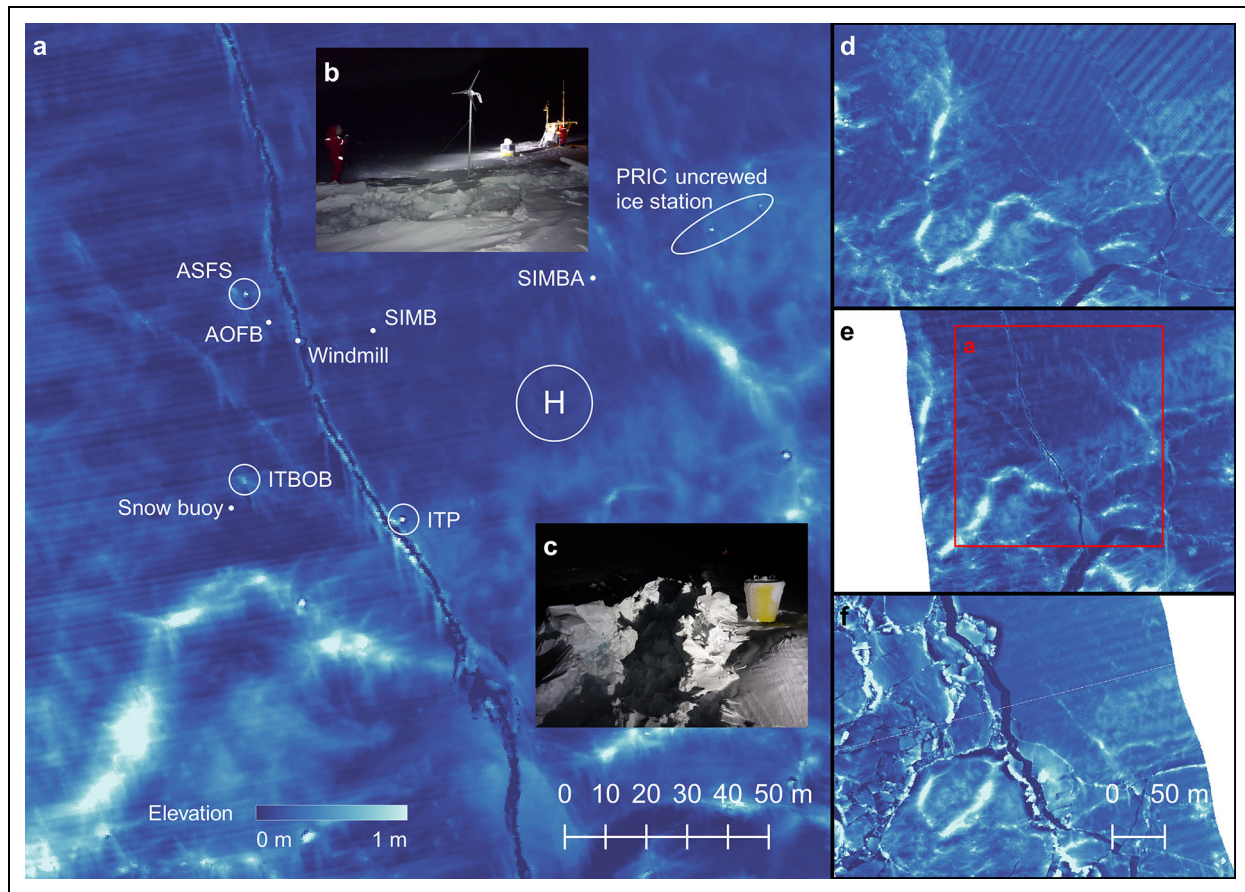 a
b
PRIC uncrewed
ice station
ASFS
SIMBA
AOFB
SIMB
Windmill
H
ITBOB
Snow buoy
ITP
c
Elevation
0 m
1 m
0 10 20 30 40 50 m
d
e
a
f
0 50 m